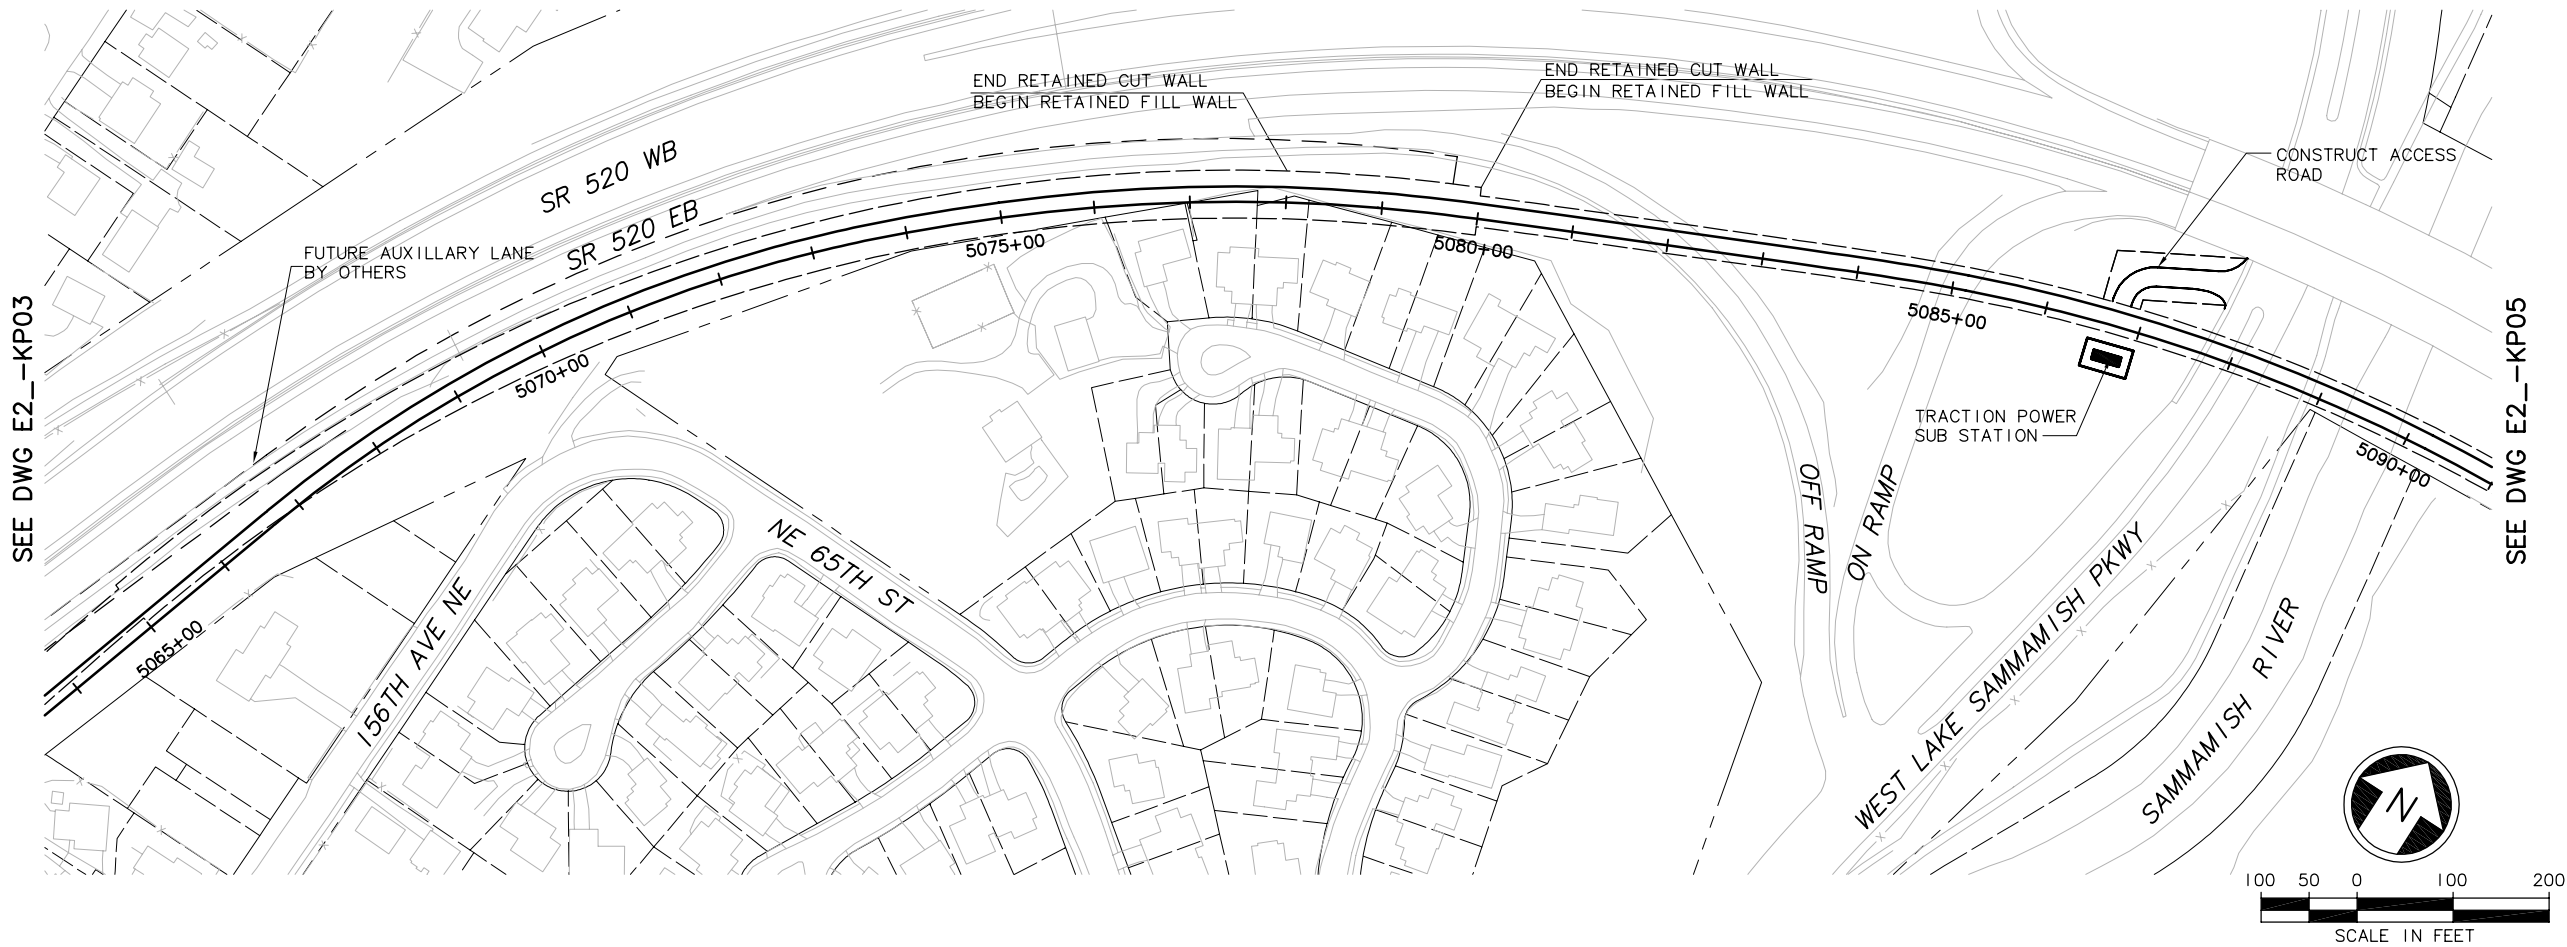 END RETAINED CUT WALL
BEGIN RETAINED FILL WALL
END RETAINED CUT WALL
BEGIN RETAINED FILL WALL
CONSTRUCT ACCESS
ROAD
SR 520 WB
SR 520 EB
FUTURE AUXILLARY LANE
BY OTHERS
SEE DWG E2_-KP03
5065+00
5070+00
5075+00
5080+00
5085+00
5090+00
SEE DWG E2_-KP05
TRACTION POWER
SUB STATION
156TH AVE NE
NE 65TH ST
OFF RAMP
ON RAMP
WEST LAKE SAMMAMISH PKWY
SAMMAMISH RIVER
N
100 50 0 100 200
SCALE IN FEET